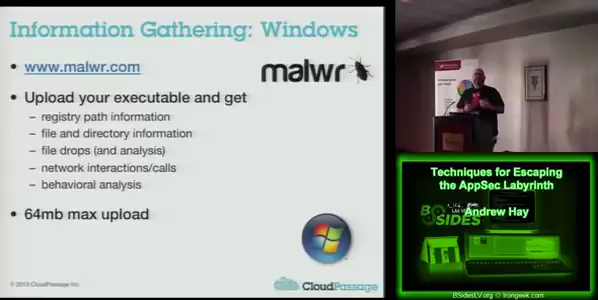 Information Gathering: Windows
• www.malwr.com
malwr
• Upload your executable and get
– registry path information
– file and directory information
– file drops (and analysis)
– network interactions/calls
– behavioral analysis
• 64mb max upload
© 2013 CloudPassage Inc.
CloudPassage
Techniques for Escaping
the AppSec Labyrinth
Andrew Hay
BSIDES
LAS
BSidesLV.org @ Irongeek.com